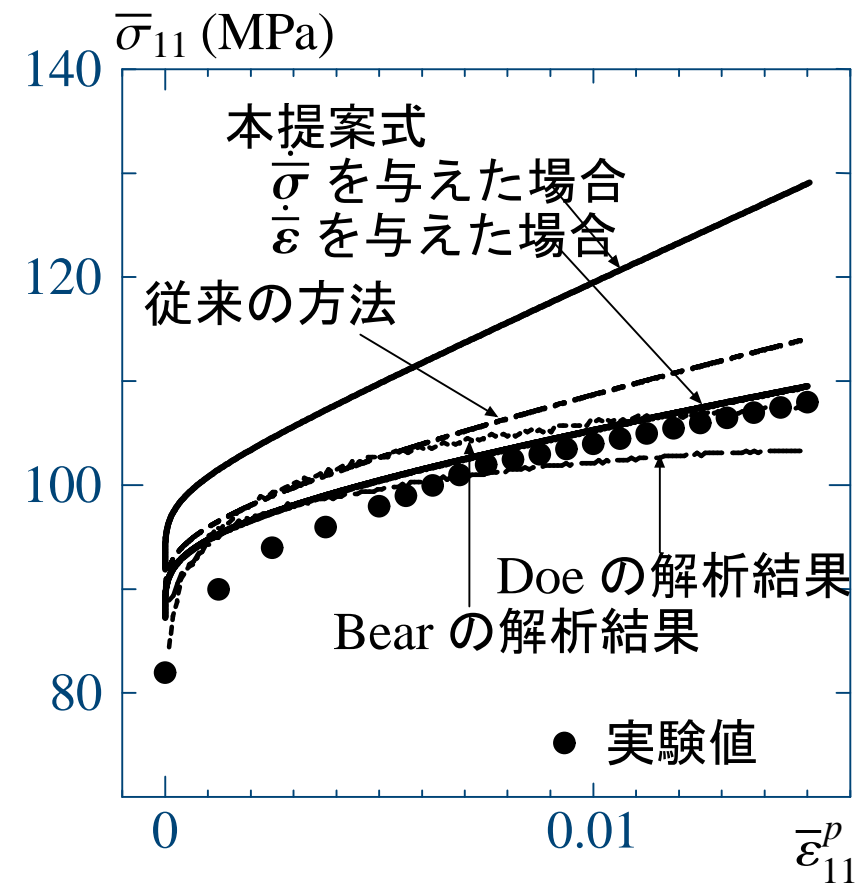 σ̅₁₁ (MPa)
140
本提案式
σ̅̇ を与えた場合
ε̅̇ を与えた場合
120
従来の方法
100
Doe の解析結果
Bear の解析結果
80
実験値
0
0.01
ε̅ᵖ₁₁